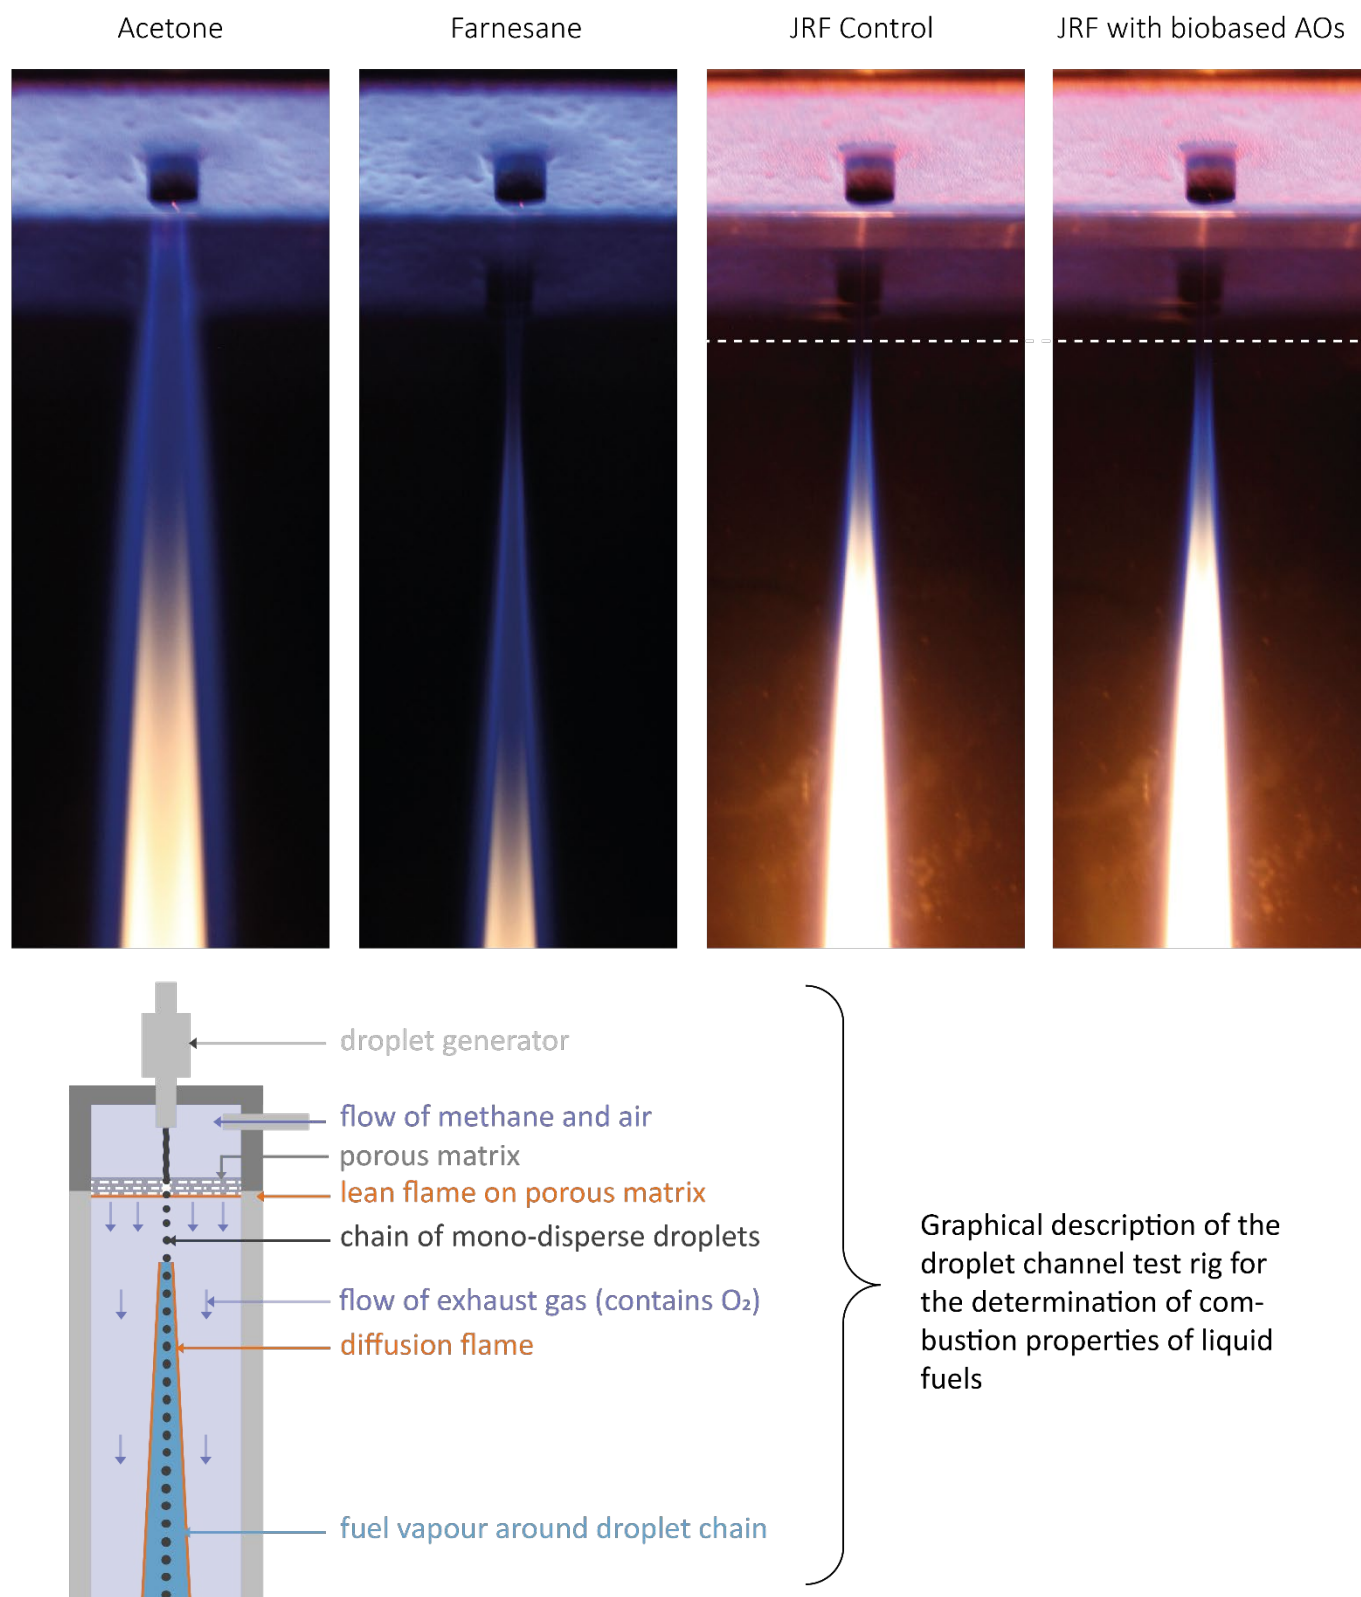 Acetone
Farnesane
JRF Control
JRF with biobased AOs
droplet generator
flow of methane and air
porous matrix
lean flame on porous matrix
chain of mono-disperse droplets
flow of exhaust gas (contains O₂)
diffusion flame
fuel vapour around droplet chain
Graphical description of the
droplet channel test rig for
the determination of com-
bustion properties of liquid
fuels